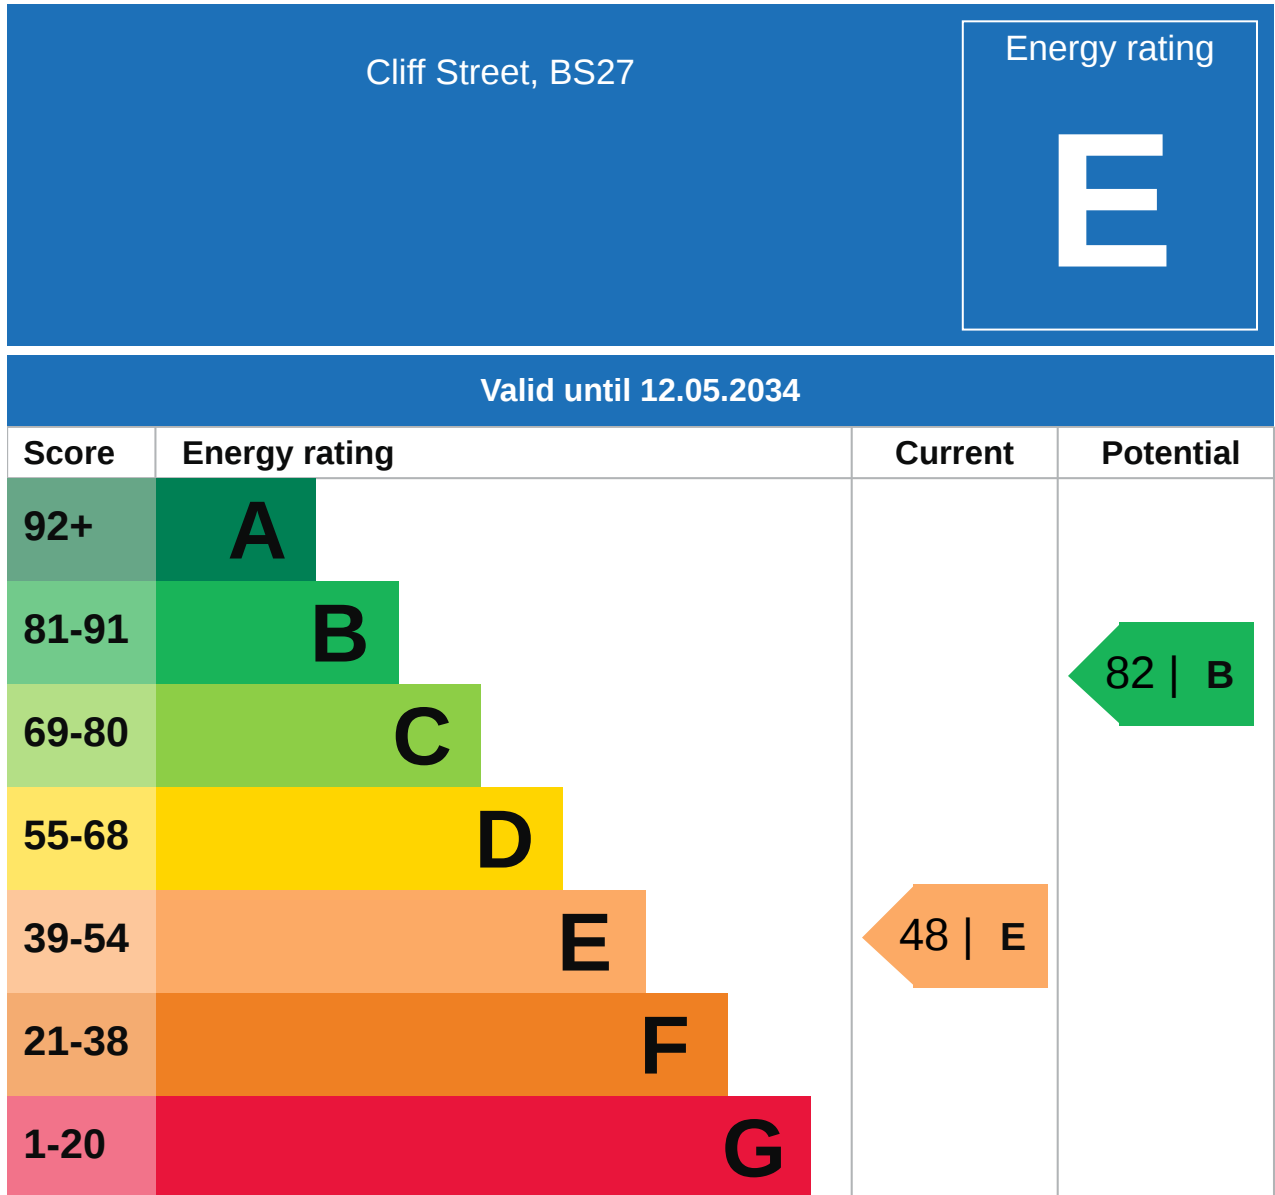 Cliff Street, BS27
Energy rating
E
Valid until 12.05.2034
Score Energy rating Current Potential
92+ A
81-91 B
82 | B
69-80 C
55-68 D
39-54 E
48 | E
21-38 F
1-20 G